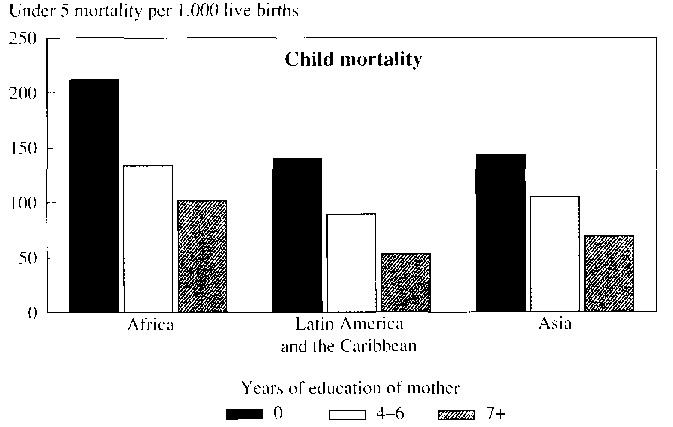 Under 5 mortality per 1,000 live births
250
Child mortality
200
150
100
50
0
Africa
Latin America
and the Caribbean
Asia
Years of education of mother
0
4–6
7+